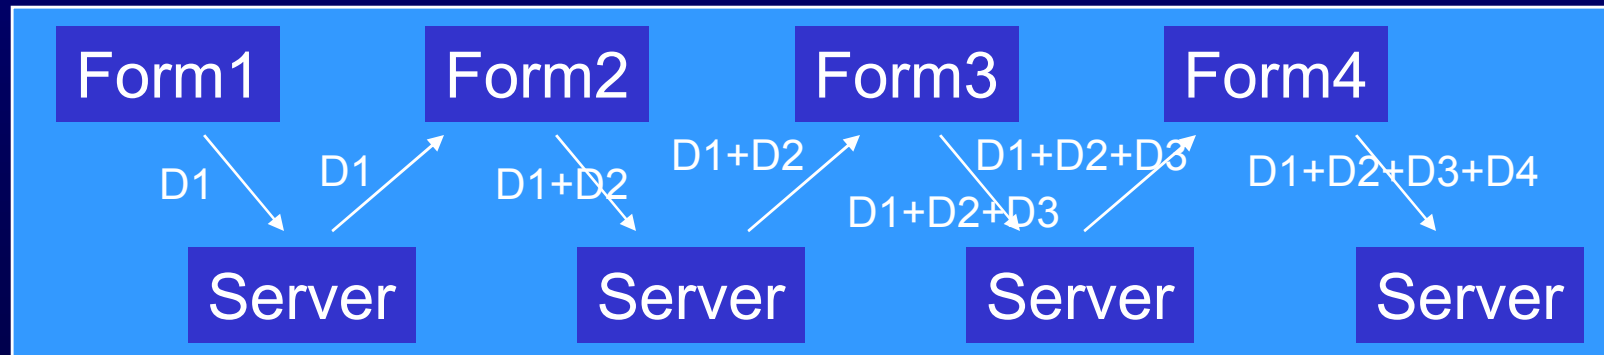 Form1
Form2
Form3
Form4
D1
D1
D1+D2
D1+D2
D1+D2+D3
D1+D2+D3
D1+D2+D3+D4
Server
Server
Server
Server